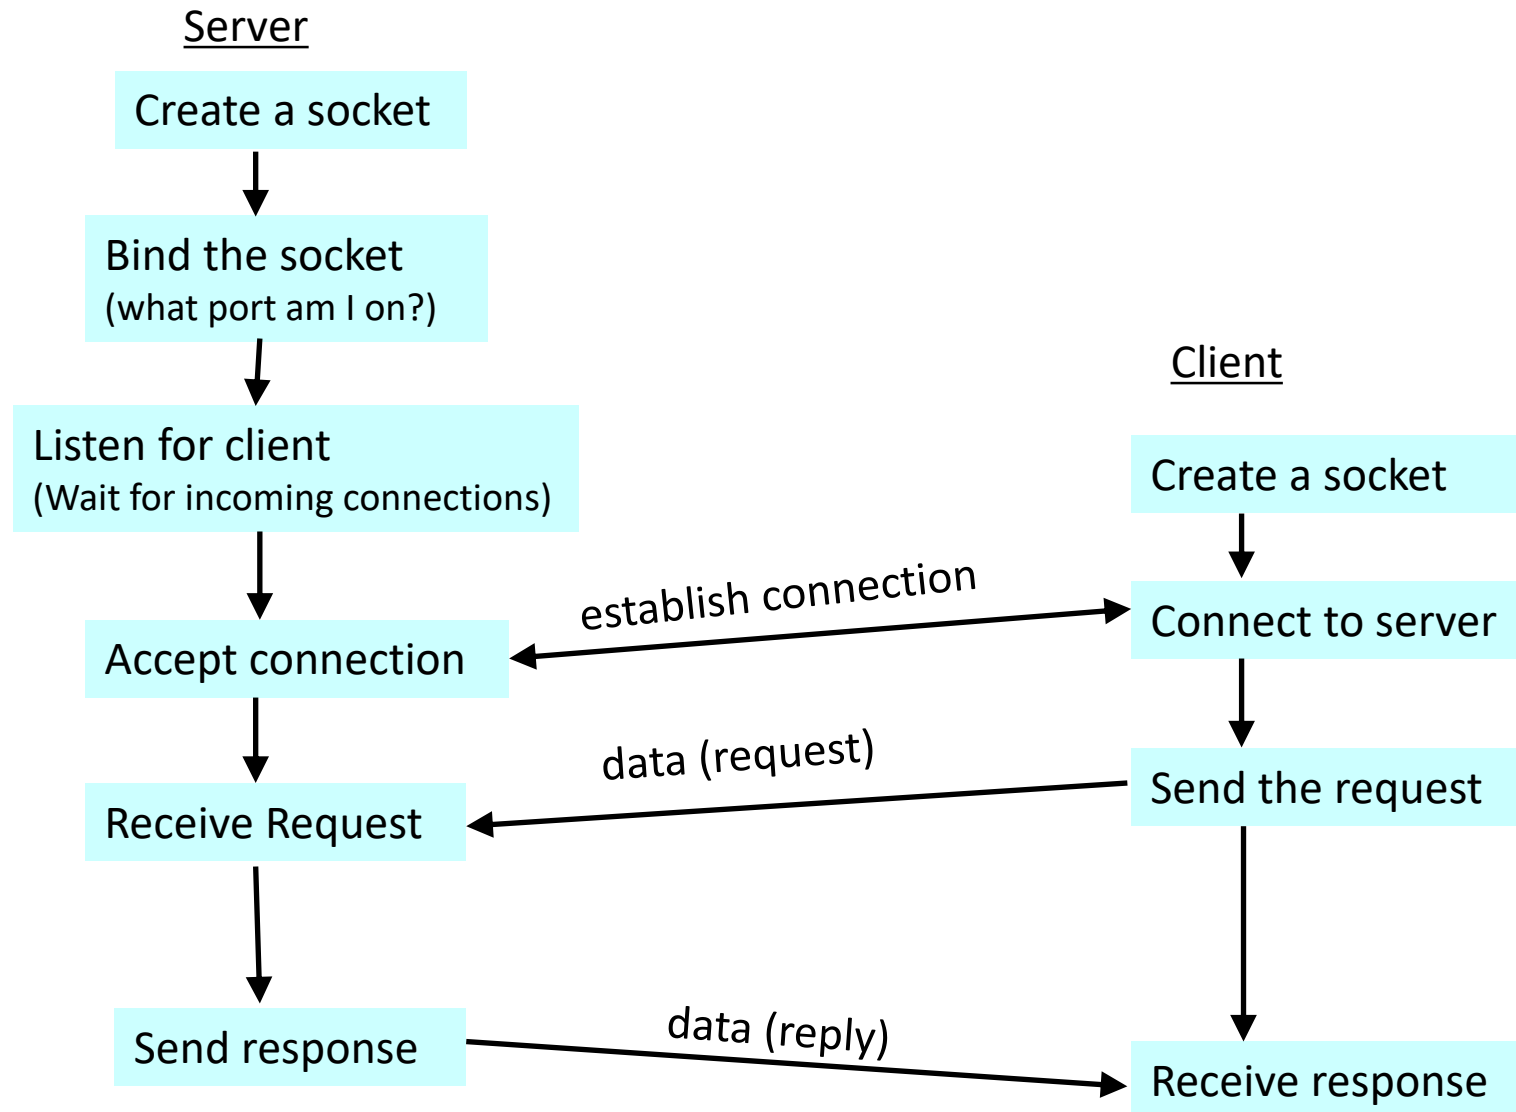 Server
Create a socket
Bind the socket
(what port am I on?)
Listen for client
(Wait for incoming connections)
Accept connection
Receive Request
Send response
establish connection
data (request)
data (reply)
Client
Create a socket
Connect to server
Send the request
Receive response